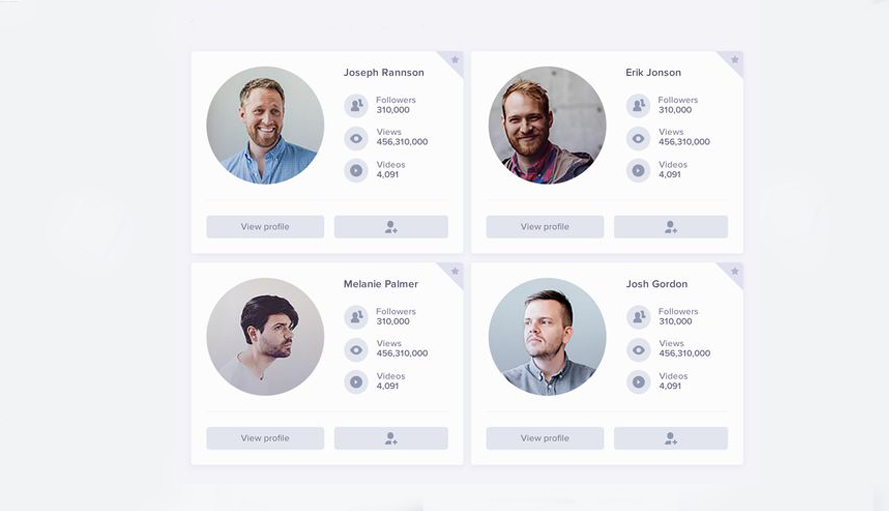 Joseph Rannson
Followers
310,000
Views
456,310,000
Videos
4,091
View profile
Erik Jonson
Followers
310,000
Views
456,310,000
Videos
4,091
View profile
Melanie Palmer
Followers
310,000
Views
456,310,000
Videos
4,091
View profile
Josh Gordon
Followers
310,000
Views
456,310,000
Videos
4,091
View profile